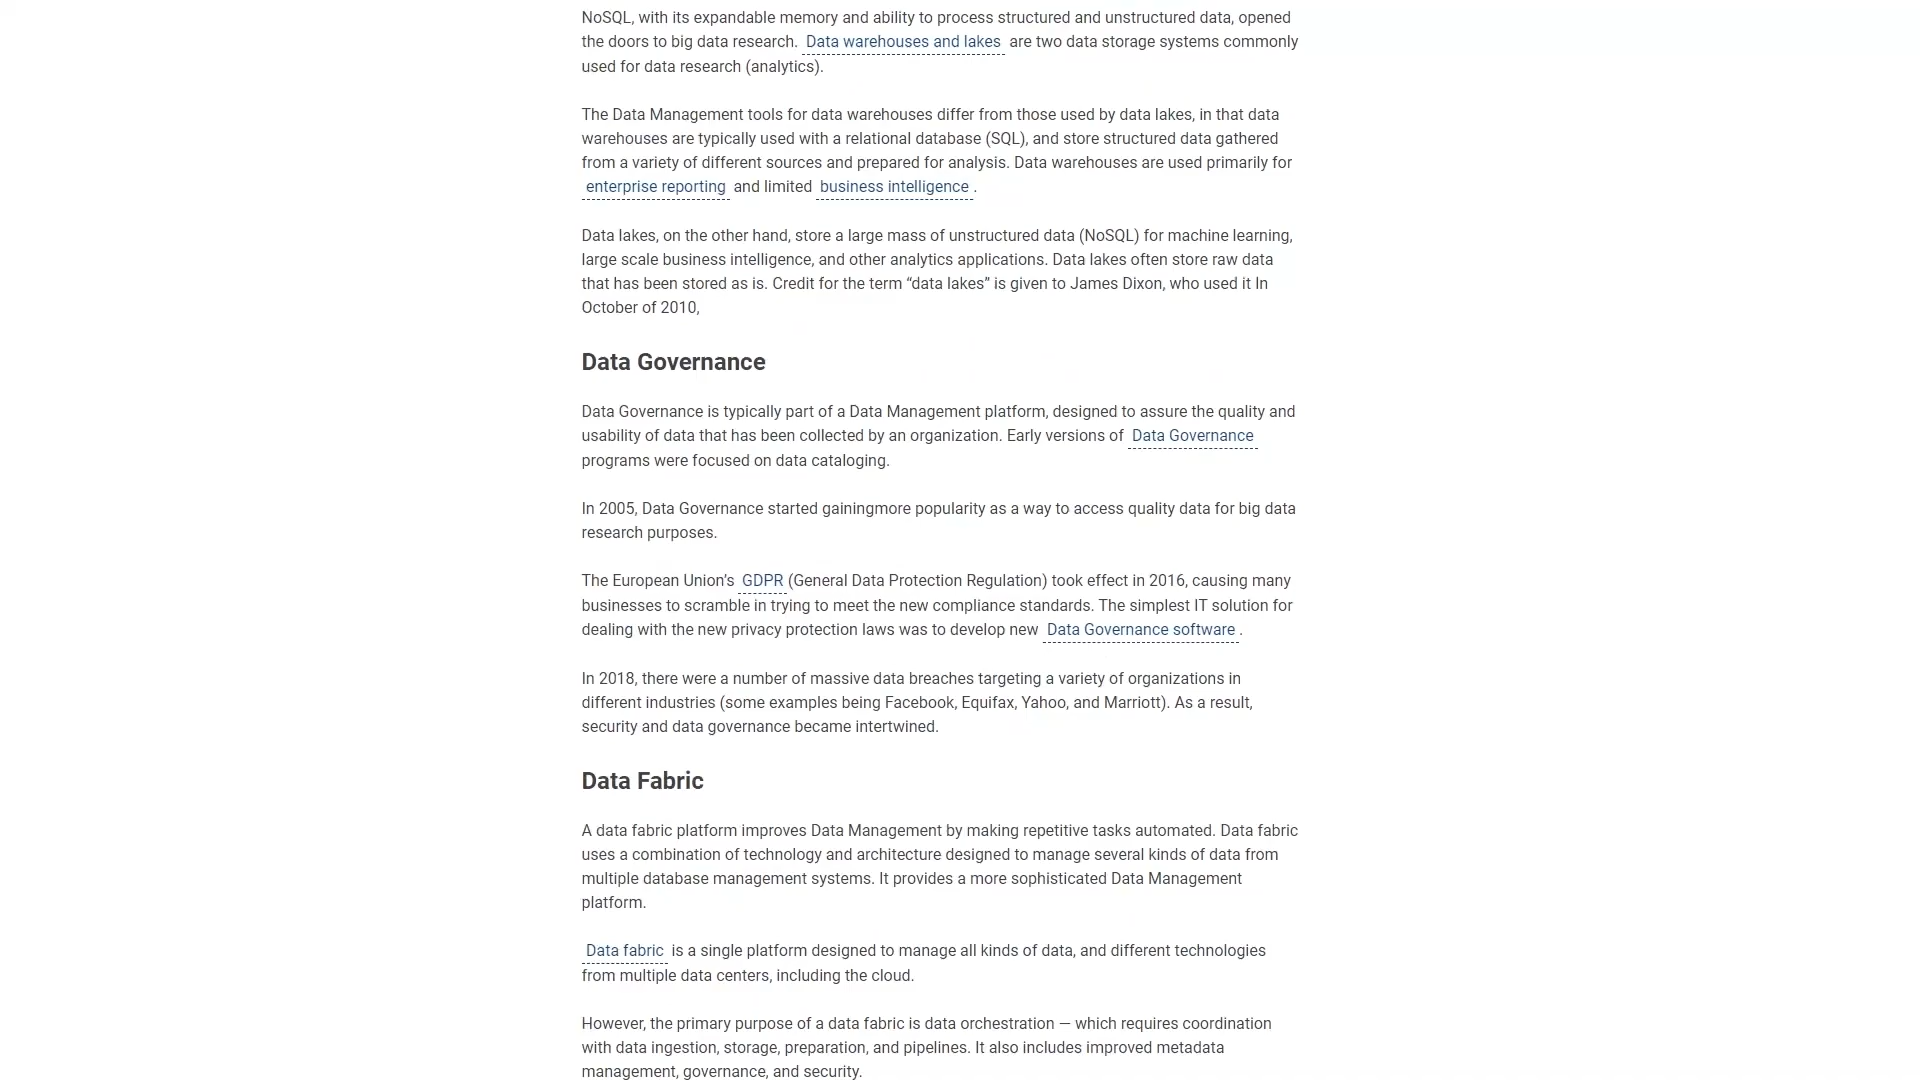 NoSQL, with its expandable memory and ability to process structured and unstructured data, opened
the doors to big data research. Data warehouses and lakes are two data storage systems commonly
used for data research (analytics).
The Data Management tools for data warehouses differ from those used by data lakes, in that data
warehouses are typically used with a relational database (SQL), and store structured data gathered
from a variety of different sources and prepared for analysis. Data warehouses are used primarily for
enterprise reporting and limited business intelligence .
Data lakes, on the other hand, store a large mass of unstructured data (NoSQL) for machine learning,
large scale business intelligence, and other analytics applications. Data lakes often store raw data
that has been stored as is. Credit for the term “data lakes” is given to James Dixon, who used it In
October of 2010,
Data Governance
Data Governance is typically part of a Data Management platform, designed to assure the quality and
usability of data that has been collected by an organization. Early versions of Data Governance
programs were focused on data cataloging.
In 2005, Data Governance started gainingmore popularity as a way to access quality data for big data
research purposes.
The European Union’s GDPR (General Data Protection Regulation) took effect in 2016, causing many
businesses to scramble in trying to meet the new compliance standards. The simplest IT solution for
dealing with the new privacy protection laws was to develop new Data Governance software .
In 2018, there were a number of massive data breaches targeting a variety of organizations in
different industries (some examples being Facebook, Equifax, Yahoo, and Marriott). As a result,
security and data governance became intertwined.
Data Fabric
A data fabric platform improves Data Management by making repetitive tasks automated. Data fabric
uses a combination of technology and architecture designed to manage several kinds of data from
multiple database management systems. It provides a more sophisticated Data Management
platform.
Data fabric is a single platform designed to manage all kinds of data, and different technologies
from multiple data centers, including the cloud.
However, the primary purpose of a data fabric is data orchestration — which requires coordination
with data ingestion, storage, preparation, and pipelines. It also includes improved metadata
management, governance, and security.